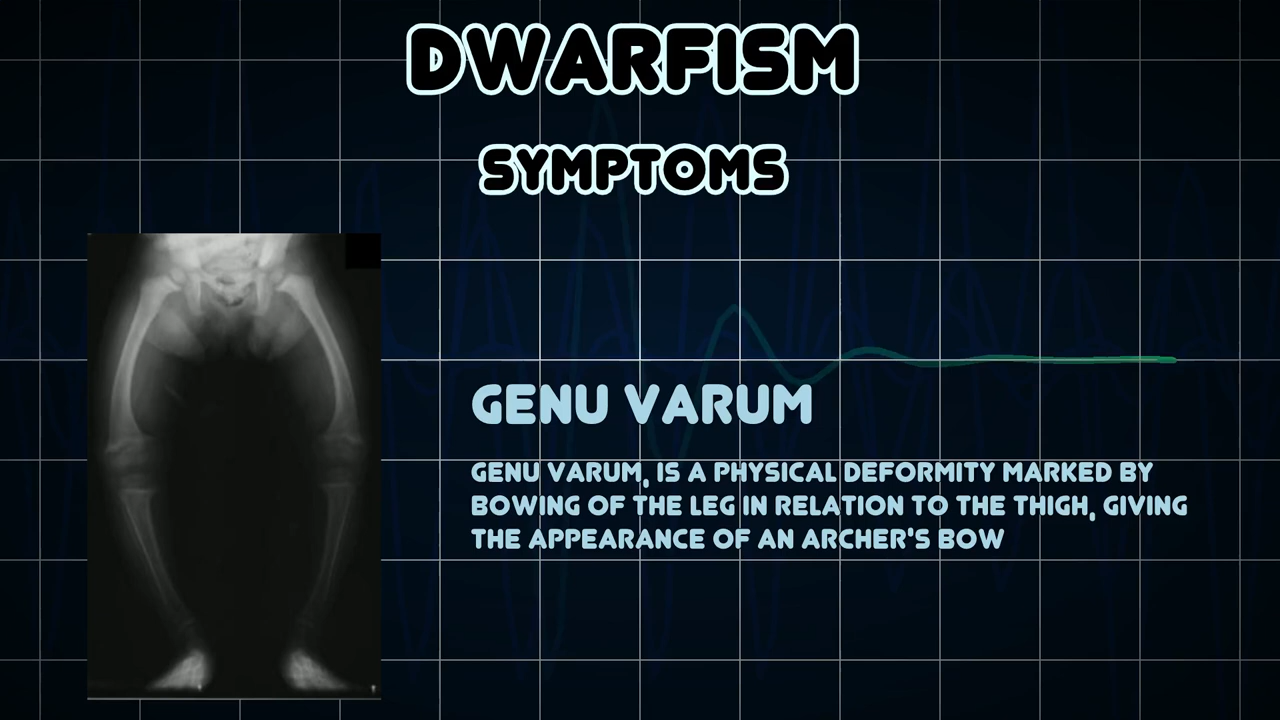 DWARFISM
SYMPTOMS
GENU VARUM
GENU VARUM, IS A PHYSICAL DEFORMITY MARKED BY
BOWING OF THE LEG IN RELATION TO THE THIGH, GIVING
THE APPEARANCE OF AN ARCHER'S BOW